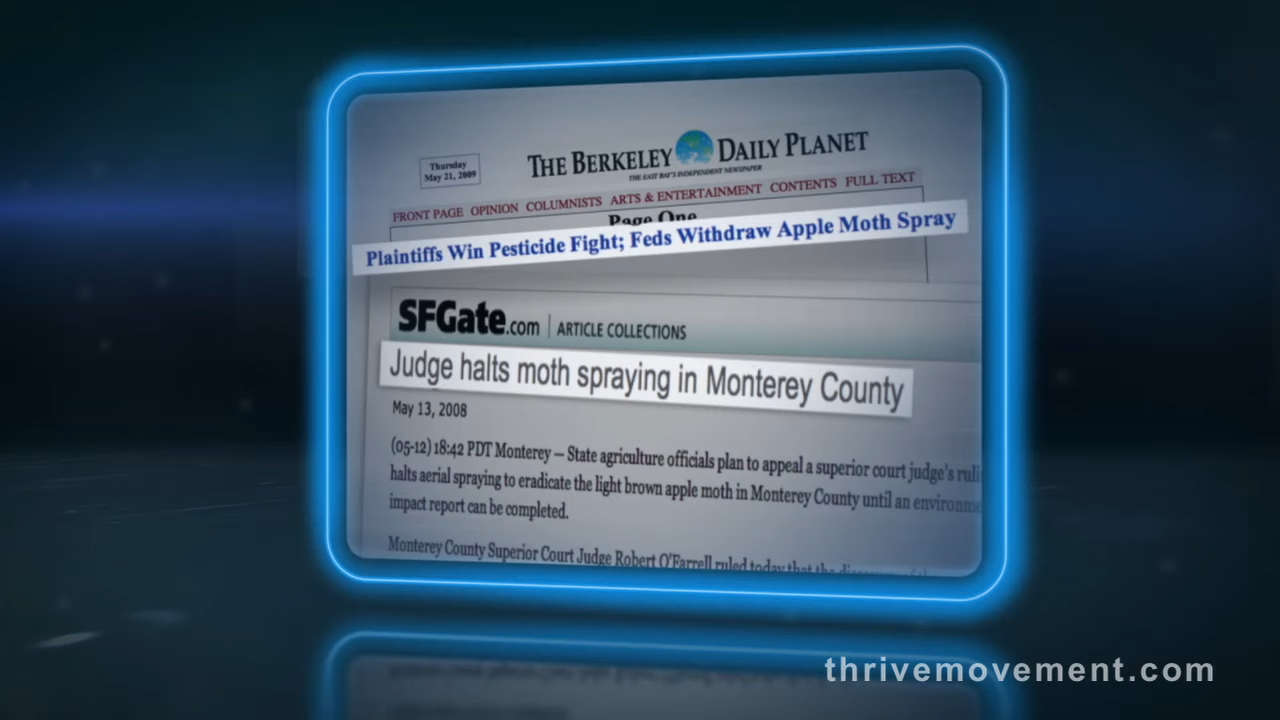 Thursday
May 21, 2009
THE BERKELEY DAILY PLANET
THE EAST BAY'S INDEPENDENT NEWSPAPER
FRONT PAGE OPINION COLUMNISTS ARTS & ENTERTAINMENT CONTENTS FULL TEXT
Page One
Plaintiffs Win Pesticide Fight; Feds Withdraw Apple Moth Spray
SFGate.com | ARTICLE COLLECTIONS
Judge halts moth spraying in Monterey County
May 13, 2008
(05-12) 18:42 PDT Monterey — State agriculture officials plan to appeal a superior court judge's ruli
halts aerial spraying to eradicate the light brown apple moth in Monterey County until an environme
impact report can be completed.
Monterey County Superior Court Judge Robert O'Farrell ruled today that the
thrivemovement.com